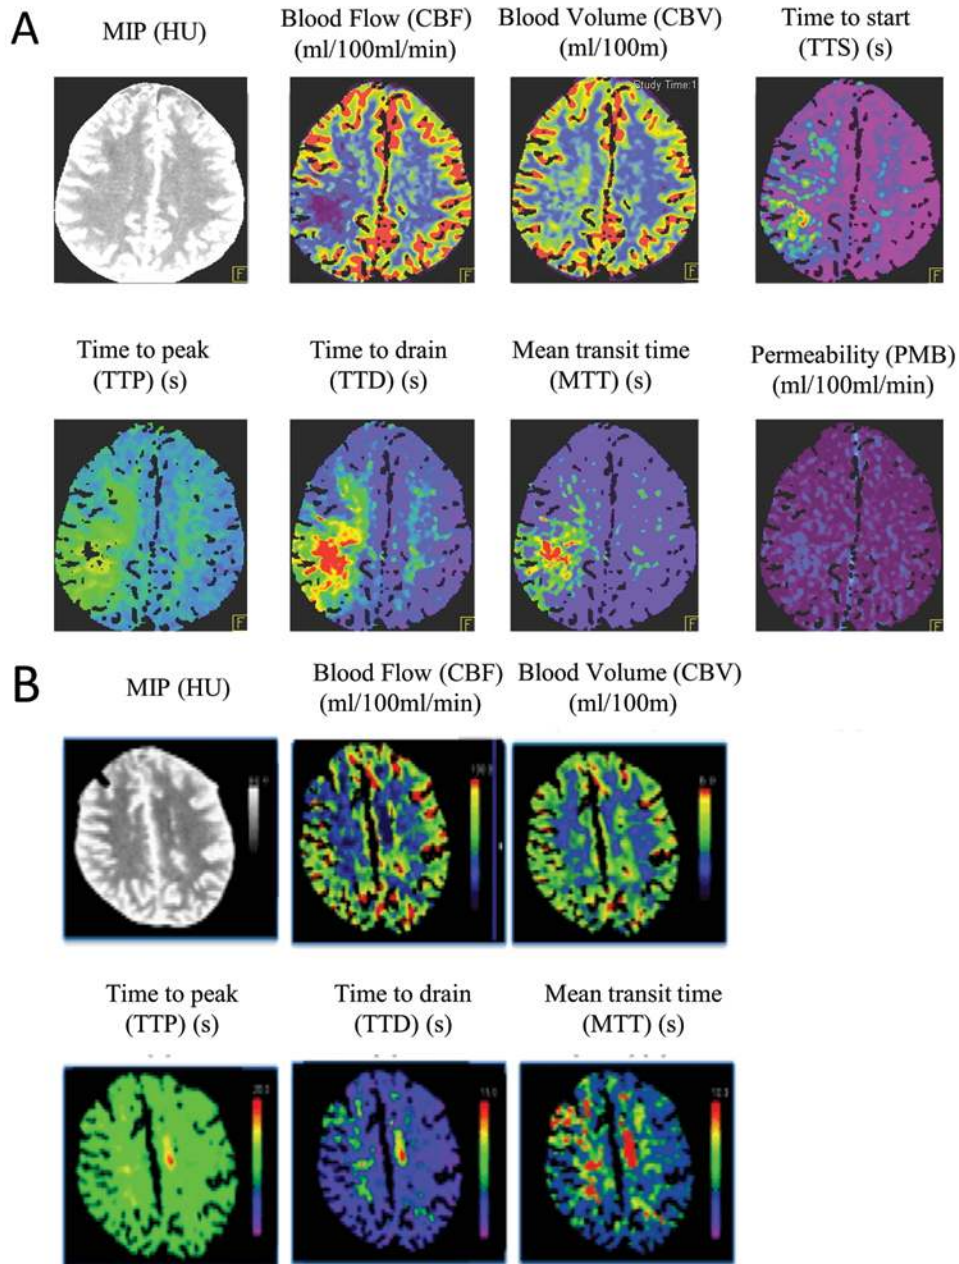 A
MIP (HU)
Blood Flow (CBF)
(ml/100ml/min)
Blood Volume (CBV)
(ml/100m)
Time to start
(TTS) (s)
Study Time:1
F
F
F
F
Time to peak
(TTP) (s)
Time to drain
(TTD) (s)
Mean transit time
(MTT) (s)
Permeability (PMB)
(ml/100ml/min)
F
F
F
F
B
MIP (HU)
Blood Flow (CBF)
(ml/100ml/min)
Blood Volume (CBV)
(ml/100m)
Time to peak
(TTP) (s)
Time to drain
(TTD) (s)
Mean transit time
(MTT) (s)